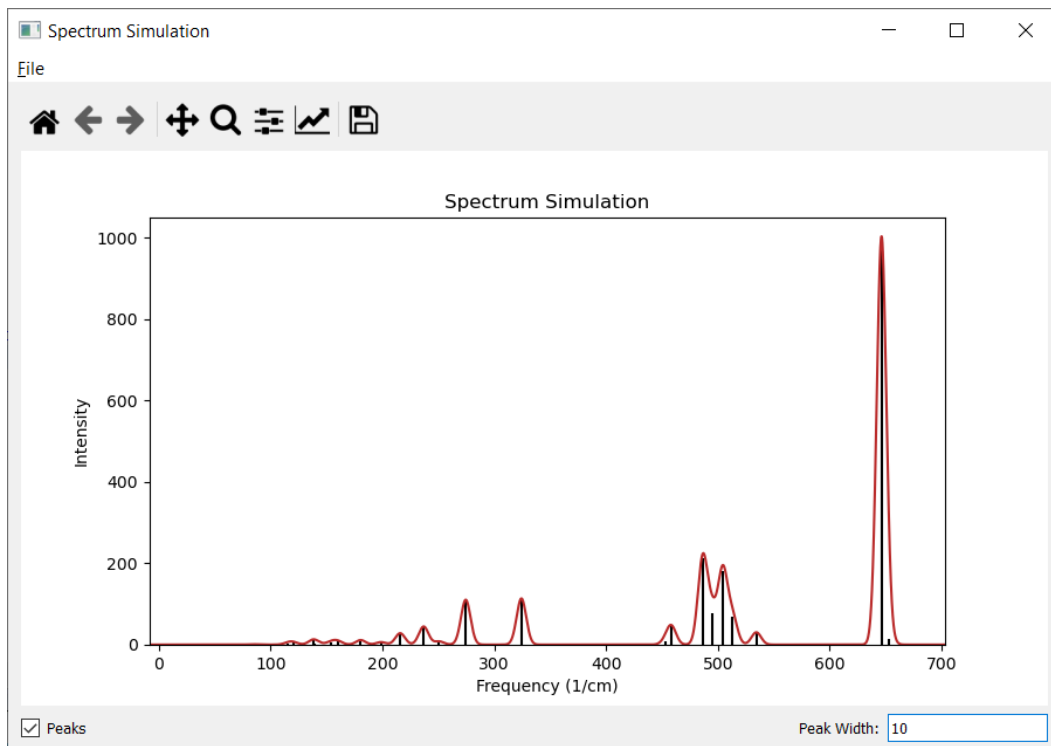 Spectrum Simulation
File
Spectrum Simulation
1000
800
600
400
200
0
Intensity
0 100 200 300 400 500 600 700
Frequency (1/cm)
Peaks Peak Width: 10